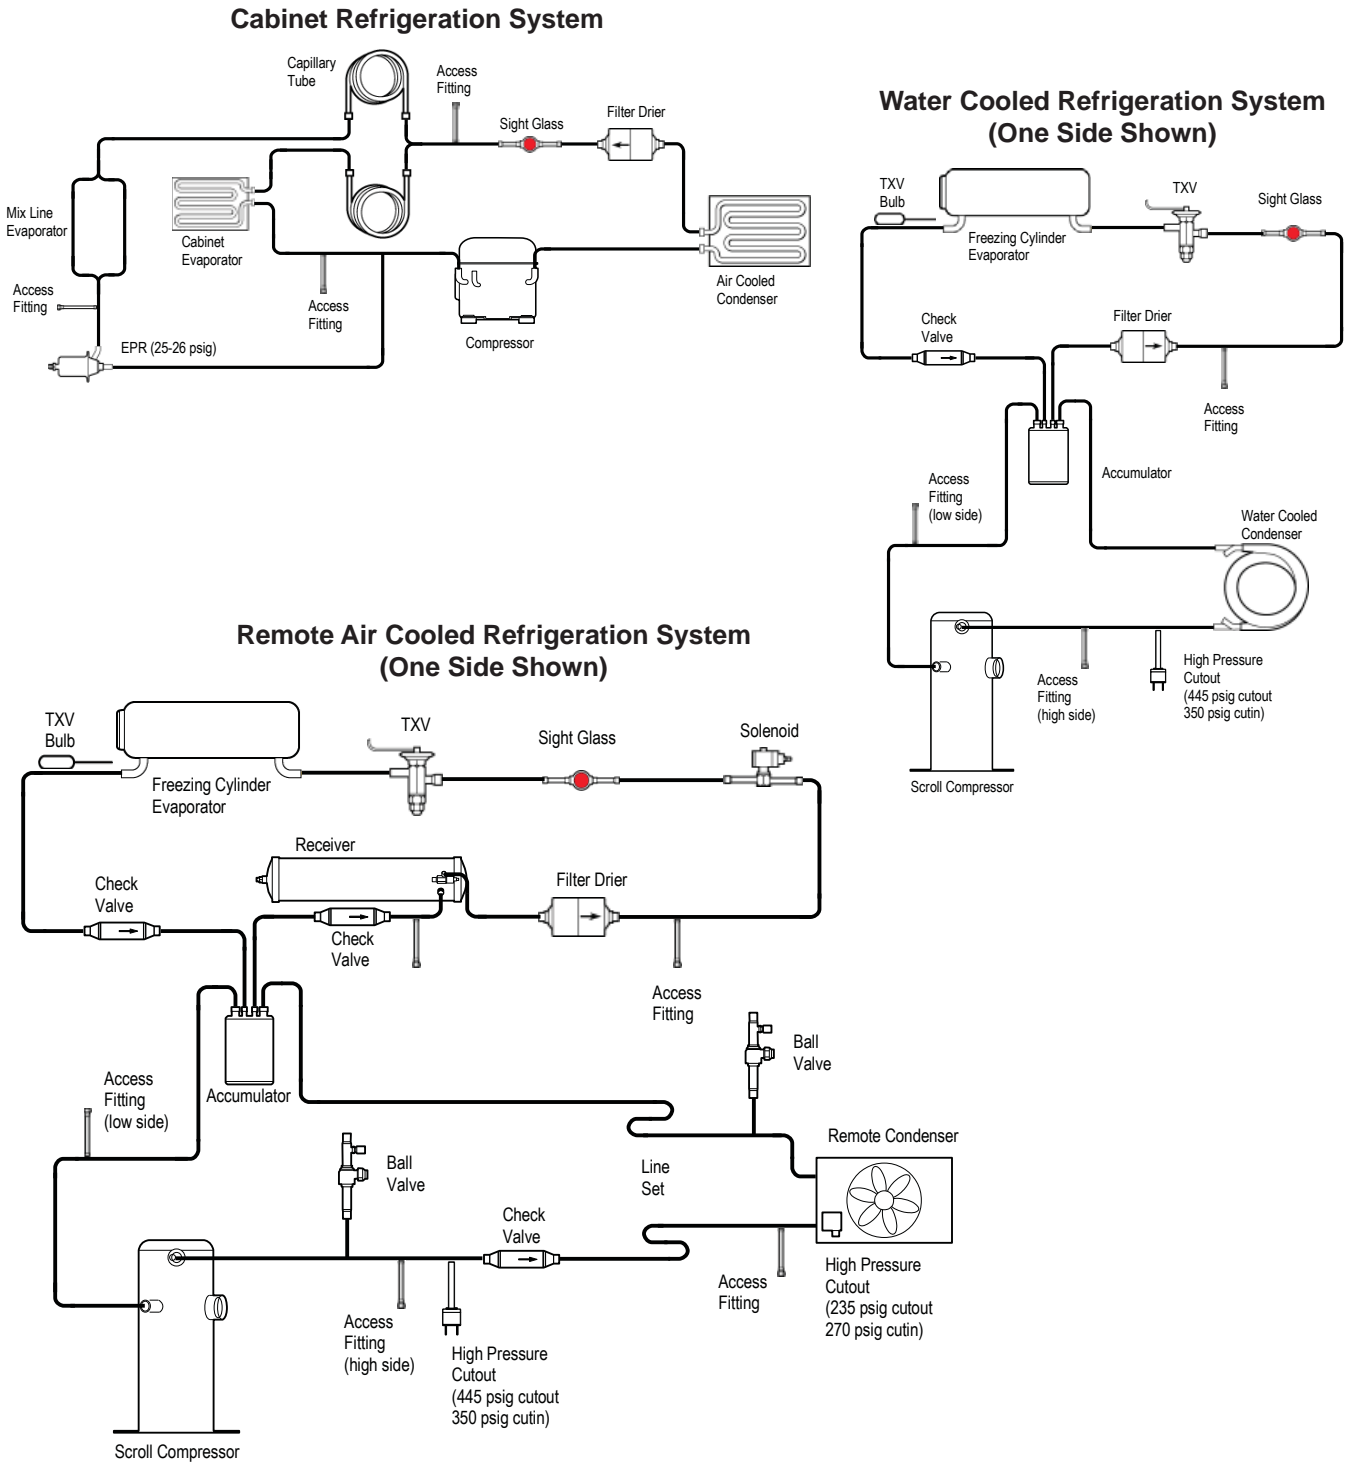 Cabinet Refrigeration System
Capillary
Tube
Access
Fitting
Sight Glass
Filter Drier
Mix Line
Evaporator
Cabinet
Evaporator
Access
Fitting
Access
Fitting
Air Cooled
Condenser
EPR (25-26 psig)
Compressor
Water Cooled Refrigeration System
(One Side Shown)
TXV
Bulb
TXV
Sight Glass
Freezing Cylinder
Evaporator
Check
Valve
Filter Drier
Access
Fitting
Accumulator
Access
Fitting
(low side)
Water Cooled
Condenser
Access
Fitting
(high side)
High Pressure
Cutout
(445 psig cutout
350 psig cutin)
Scroll Compressor
Remote Air Cooled Refrigeration System
(One Side Shown)
TXV
Bulb
TXV
Sight Glass
Solenoid
Freezing Cylinder
Evaporator
Receiver
Check
Valve
Filter Drier
Check
Valve
Access
Fitting
Ball
Valve
Access
Fitting
(low side)
Accumulator
Remote Condenser
Ball
Valve
Line
Set
Check
Valve
Access
Fitting
High Pressure
Cutout
(235 psig cutout
270 psig cutin)
Access
Fitting
(high side)
High Pressure
Cutout
(445 psig cutout
350 psig cutin)
Scroll Compressor